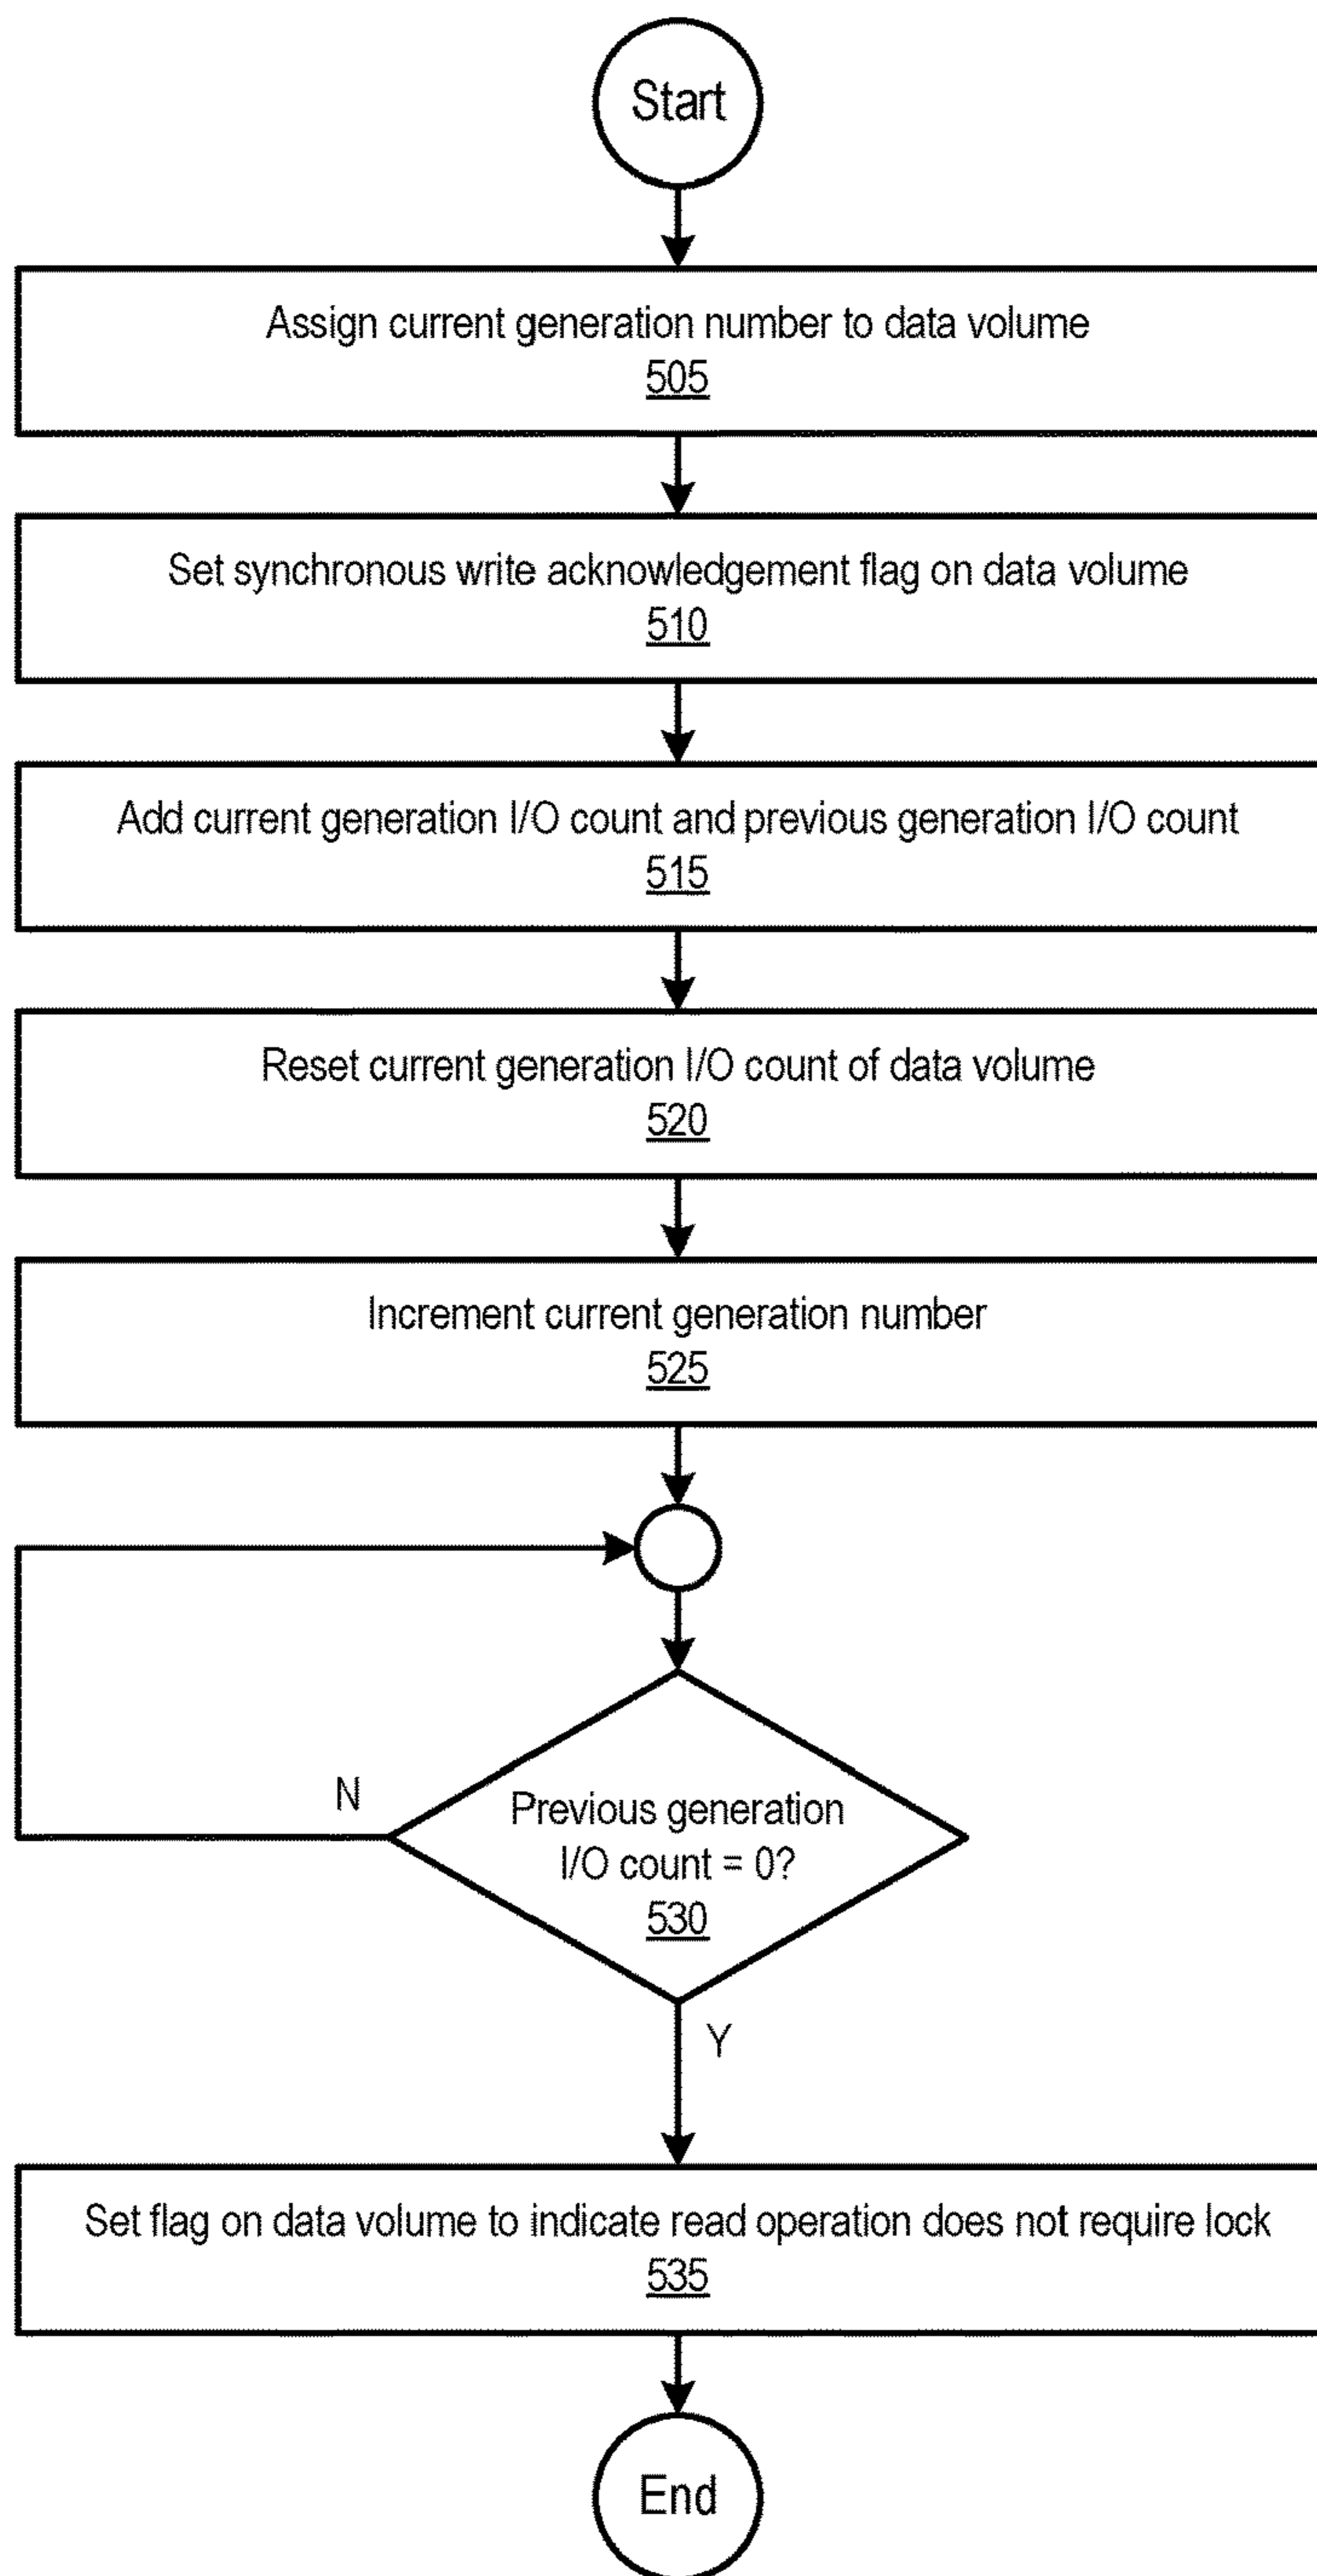 Start
Assign current generation number to data volume
505
Set synchronous write acknowledgement flag on data volume
510
Add current generation I/O count and previous generation I/O count
515
Reset current generation I/O count of data volume
520
Increment current generation number
525
N
Previous generation
I/O count = 0?
530
Y
Set flag on data volume to indicate read operation does not require lock
535
End